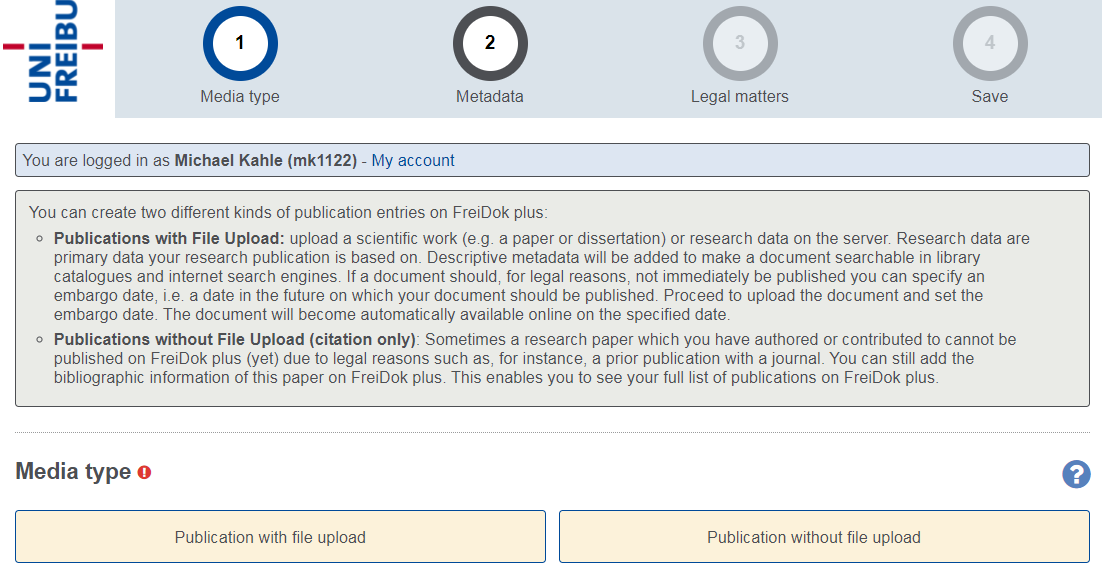 UNI
FREIBU
1
2
3
4
Media type
Metadata
Legal matters
Save
You are logged in as Michael Kahle (mk1122) - My account
You can create two different kinds of publication entries on FreiDok plus:
Publications with File Upload: upload a scientific work (e.g. a paper or dissertation) or research data on the server. Research data are
primary data your research publication is based on. Descriptive metadata will be added to make a document searchable in library
catalogues and internet search engines. If a document should, for legal reasons, not immediately be published you can specify an
embargo date, i.e. a date in the future on which your document should be published. Proceed to upload the document and set the
embargo date. The document will become automatically available online on the specified date.
Publications without File Upload (citation only): Sometimes a research paper which you have authored or contributed to cannot be
published on FreiDok plus (yet) due to legal reasons such as, for instance, a prior publication with a journal. You can still add the
bibliographic information of this paper on FreiDok plus. This enables you to see your full list of publications on FreiDok plus.
Media type
Publication with file upload
Publication without file upload